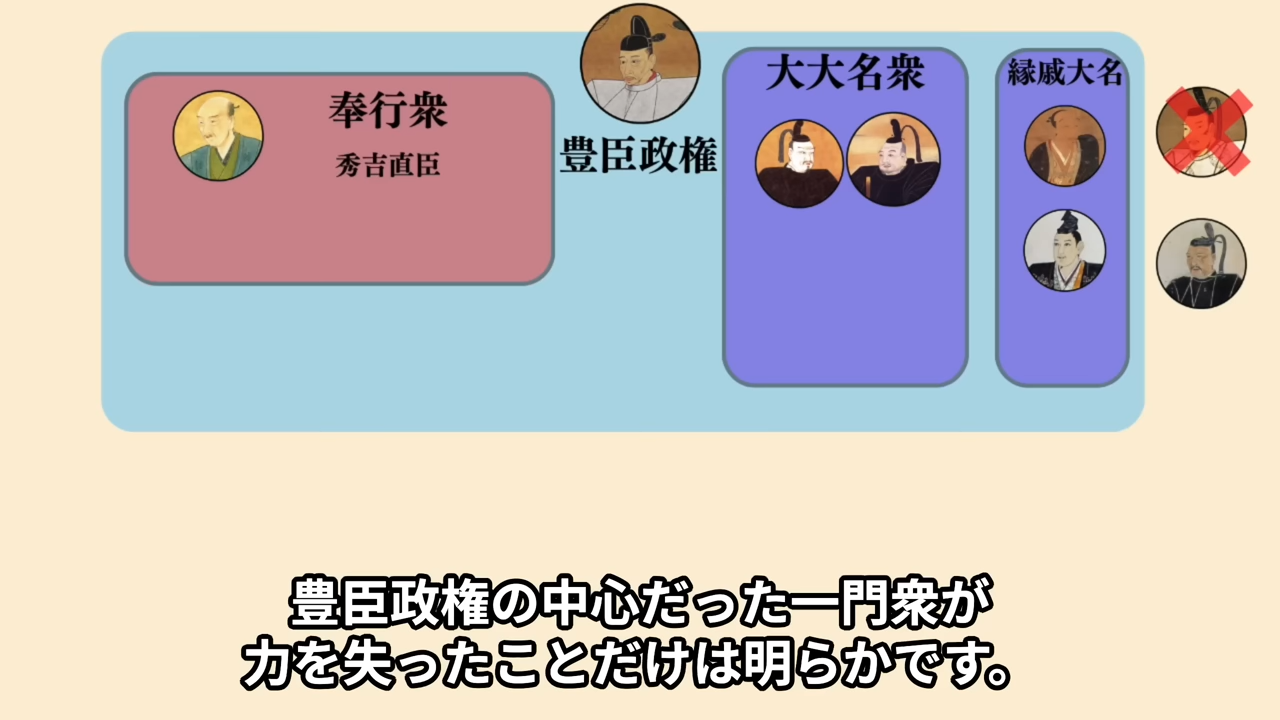 奉行衆
秀吉直臣
豊臣政権
大大名衆
縁戚大名
豊臣政権の中心だった一門衆が
力を失ったことだけは明らかです。